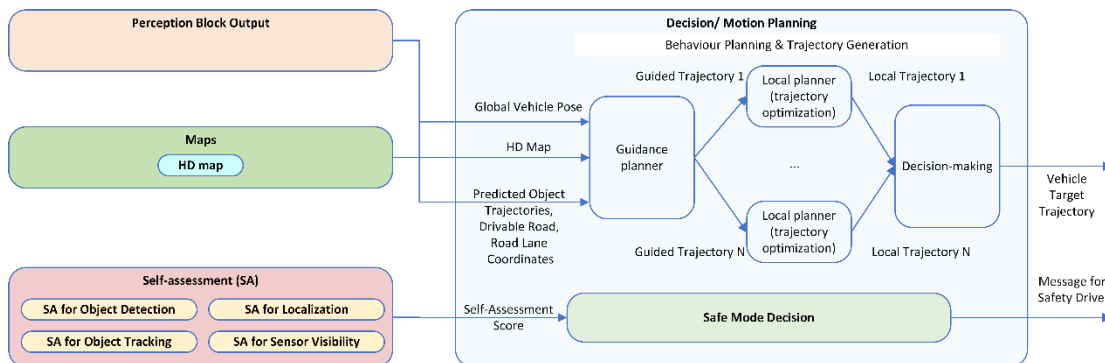 Perception Block Output
Maps
HD map
Self-assessment (SA)
SA for Object Detection
SA for Localization
SA for Object Tracking
SA for Sensor Visibility
Decision/ Motion Planning
Behaviour Planning & Trajectory Generation
Global Vehicle Pose
HD Map
Predicted Object
Trajectories,
Drivable Road,
Road Lane
Coordinates
Self-Assessment
Score
Guidance
planner
Guided Trajectory 1
Guided Trajectory N
Local planner
(trajectory
optimization)
...
Local planner
(trajectory
optimization)
Local Trajectory 1
Local Trajectory N
Decision-making
Safe Mode Decision
Vehicle
Target
Trajectory
Message for
Safety Drive